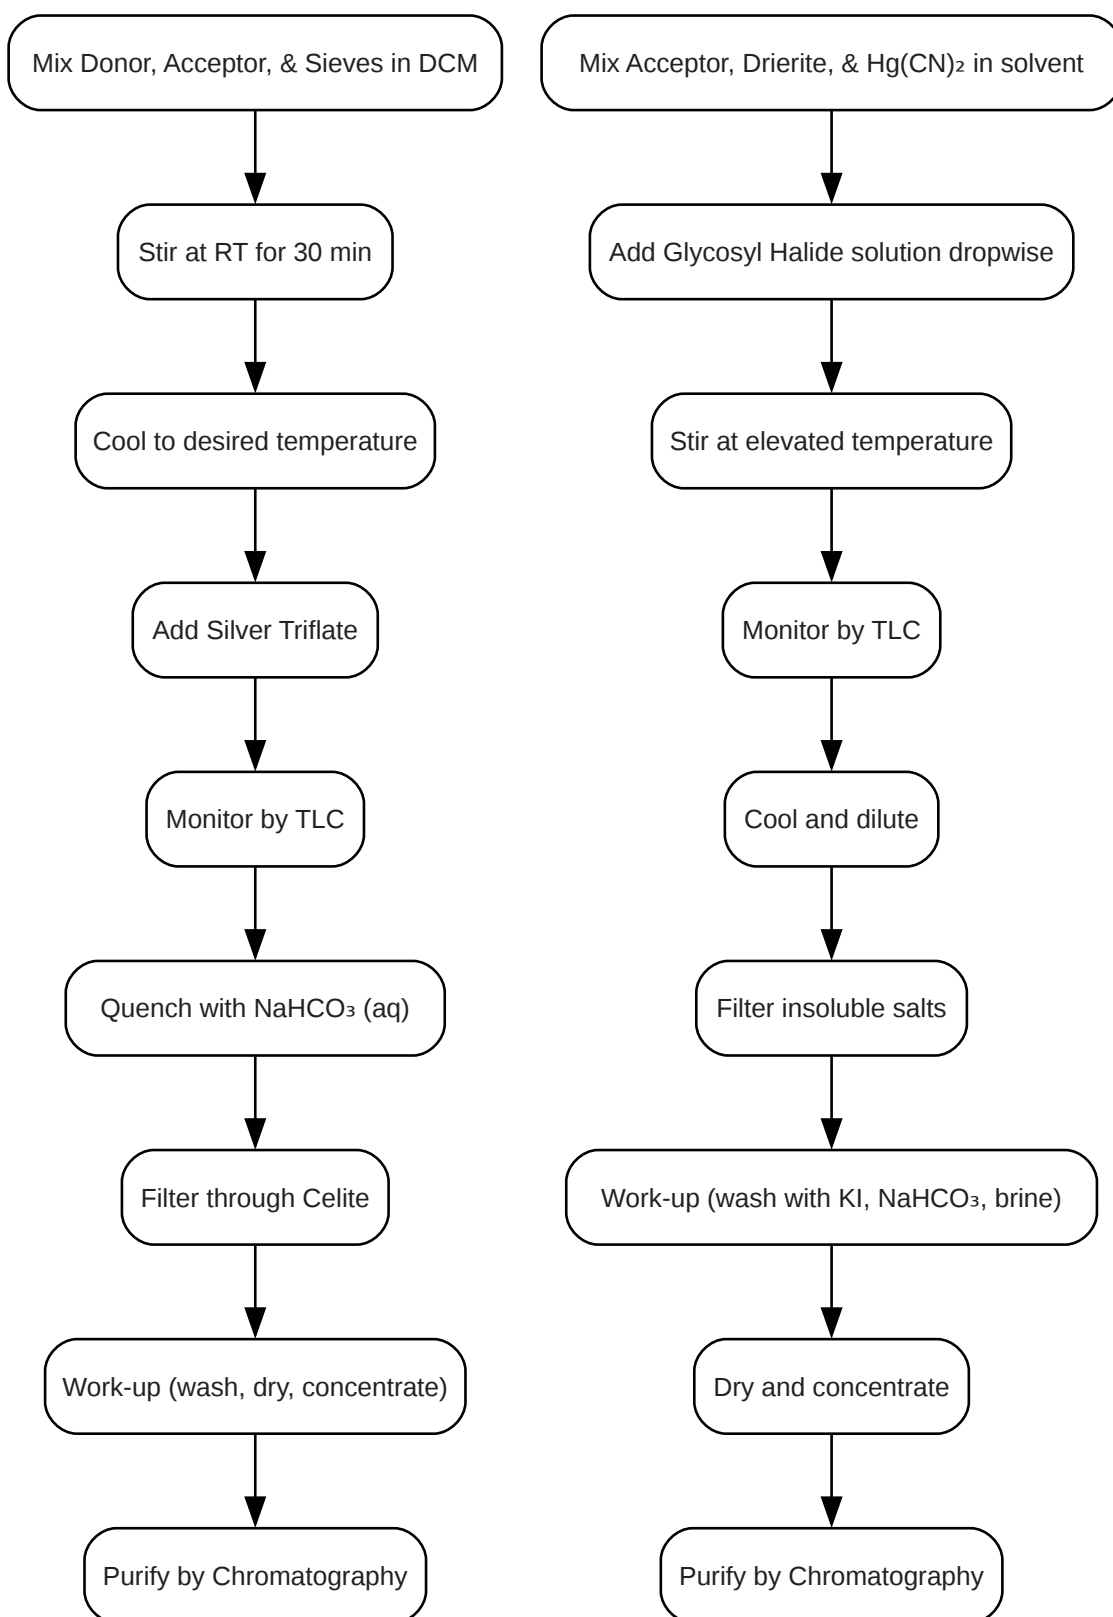 Mix Donor, Acceptor, & Sieves in DCM
Stir at RT for 30 min
Cool to desired temperature
Add Silver Triflate
Monitor by TLC
Quench with NaHCO₃ (aq)
Filter through Celite
Work-up (wash, dry, concentrate)
Purify by Chromatography
Mix Acceptor, Drierite, & Hg(CN)₂ in solvent
Add Glycosyl Halide solution dropwise
Stir at elevated temperature
Monitor by TLC
Cool and dilute
Filter insoluble salts
Work-up (wash with KI, NaHCO₃, brine)
Dry and concentrate
Purify by Chromatography